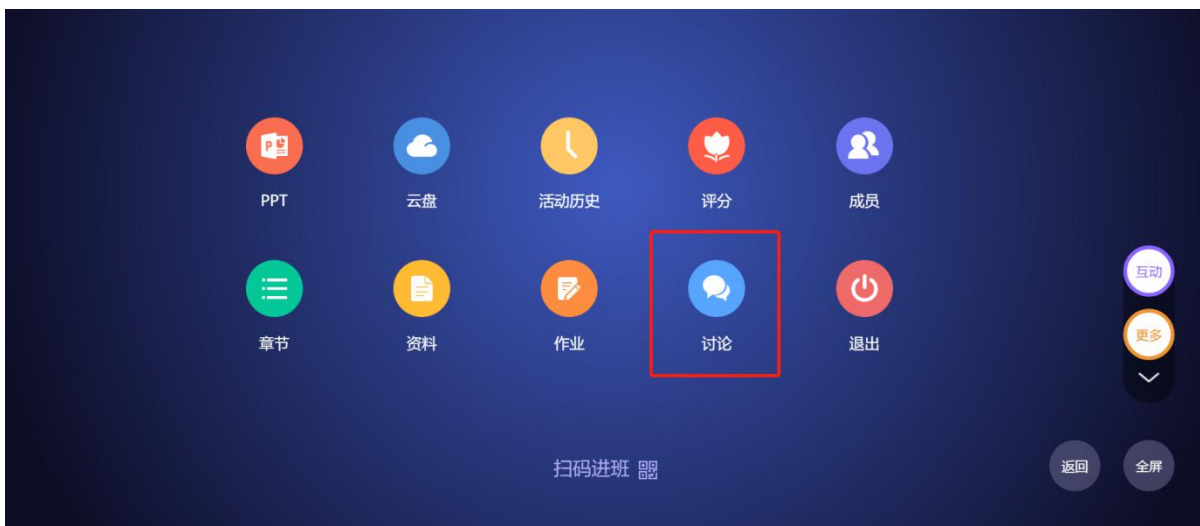 PPT 云盘 活动历史 评分 成员
章节 资料 作业 讨论 退出
互动
更多
扫码进班
返回 全屏